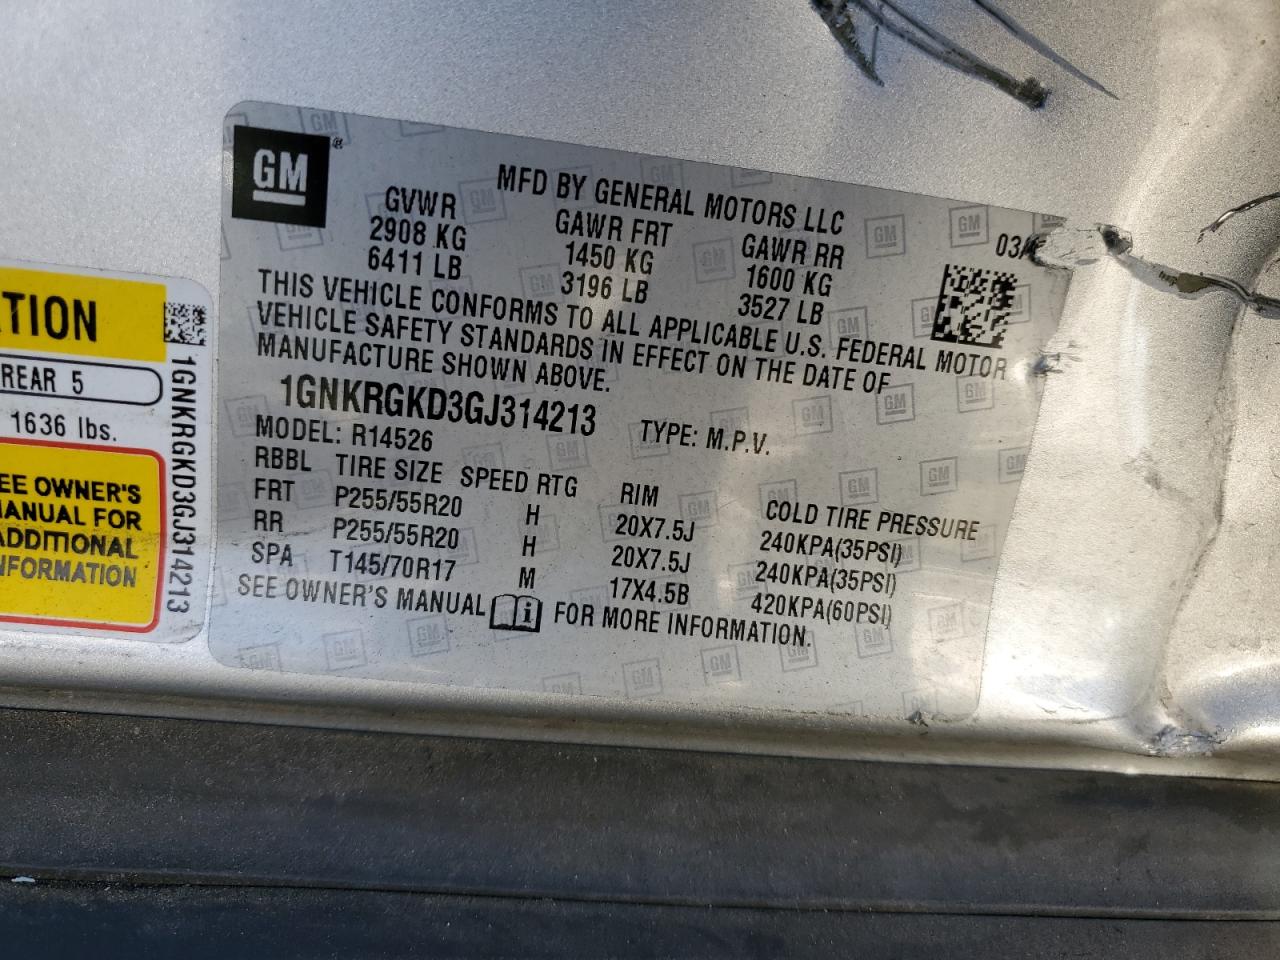 ATION
REAR 5
1636 lbs.
EE OWNER'S
ANUAL FOR
ADDITIONAL
NFORMATION
1GNKRGKD3GJ314213
GM ®
MFD BY GENERAL MOTORS LLC
GVWR GAWR FRT GAWR RR 03/
2908 KG 1450 KG 1600 KG
6411 LB 3196 LB 3527 LB
THIS VEHICLE CONFORMS TO ALL APPLICABLE U.S. FEDERAL MOTOR
VEHICLE SAFETY STANDARDS IN EFFECT ON THE DATE OF
MANUFACTURE SHOWN ABOVE.
1GNKRGKD3GJ314213 TYPE: M.P.V.
MODEL: R14526
RBBL TIRE SIZE SPEED RTG RIM COLD TIRE PRESSURE
FRT P255/55R20 H 20X7.5J 240KPA(35PSI)
RR P255/55R20 H 20X7.5J 240KPA(35PSI)
SPA T145/70R17 M 17X4.5B 420KPA(60PSI)
SEE OWNER'S MANUAL i FOR MORE INFORMATION.